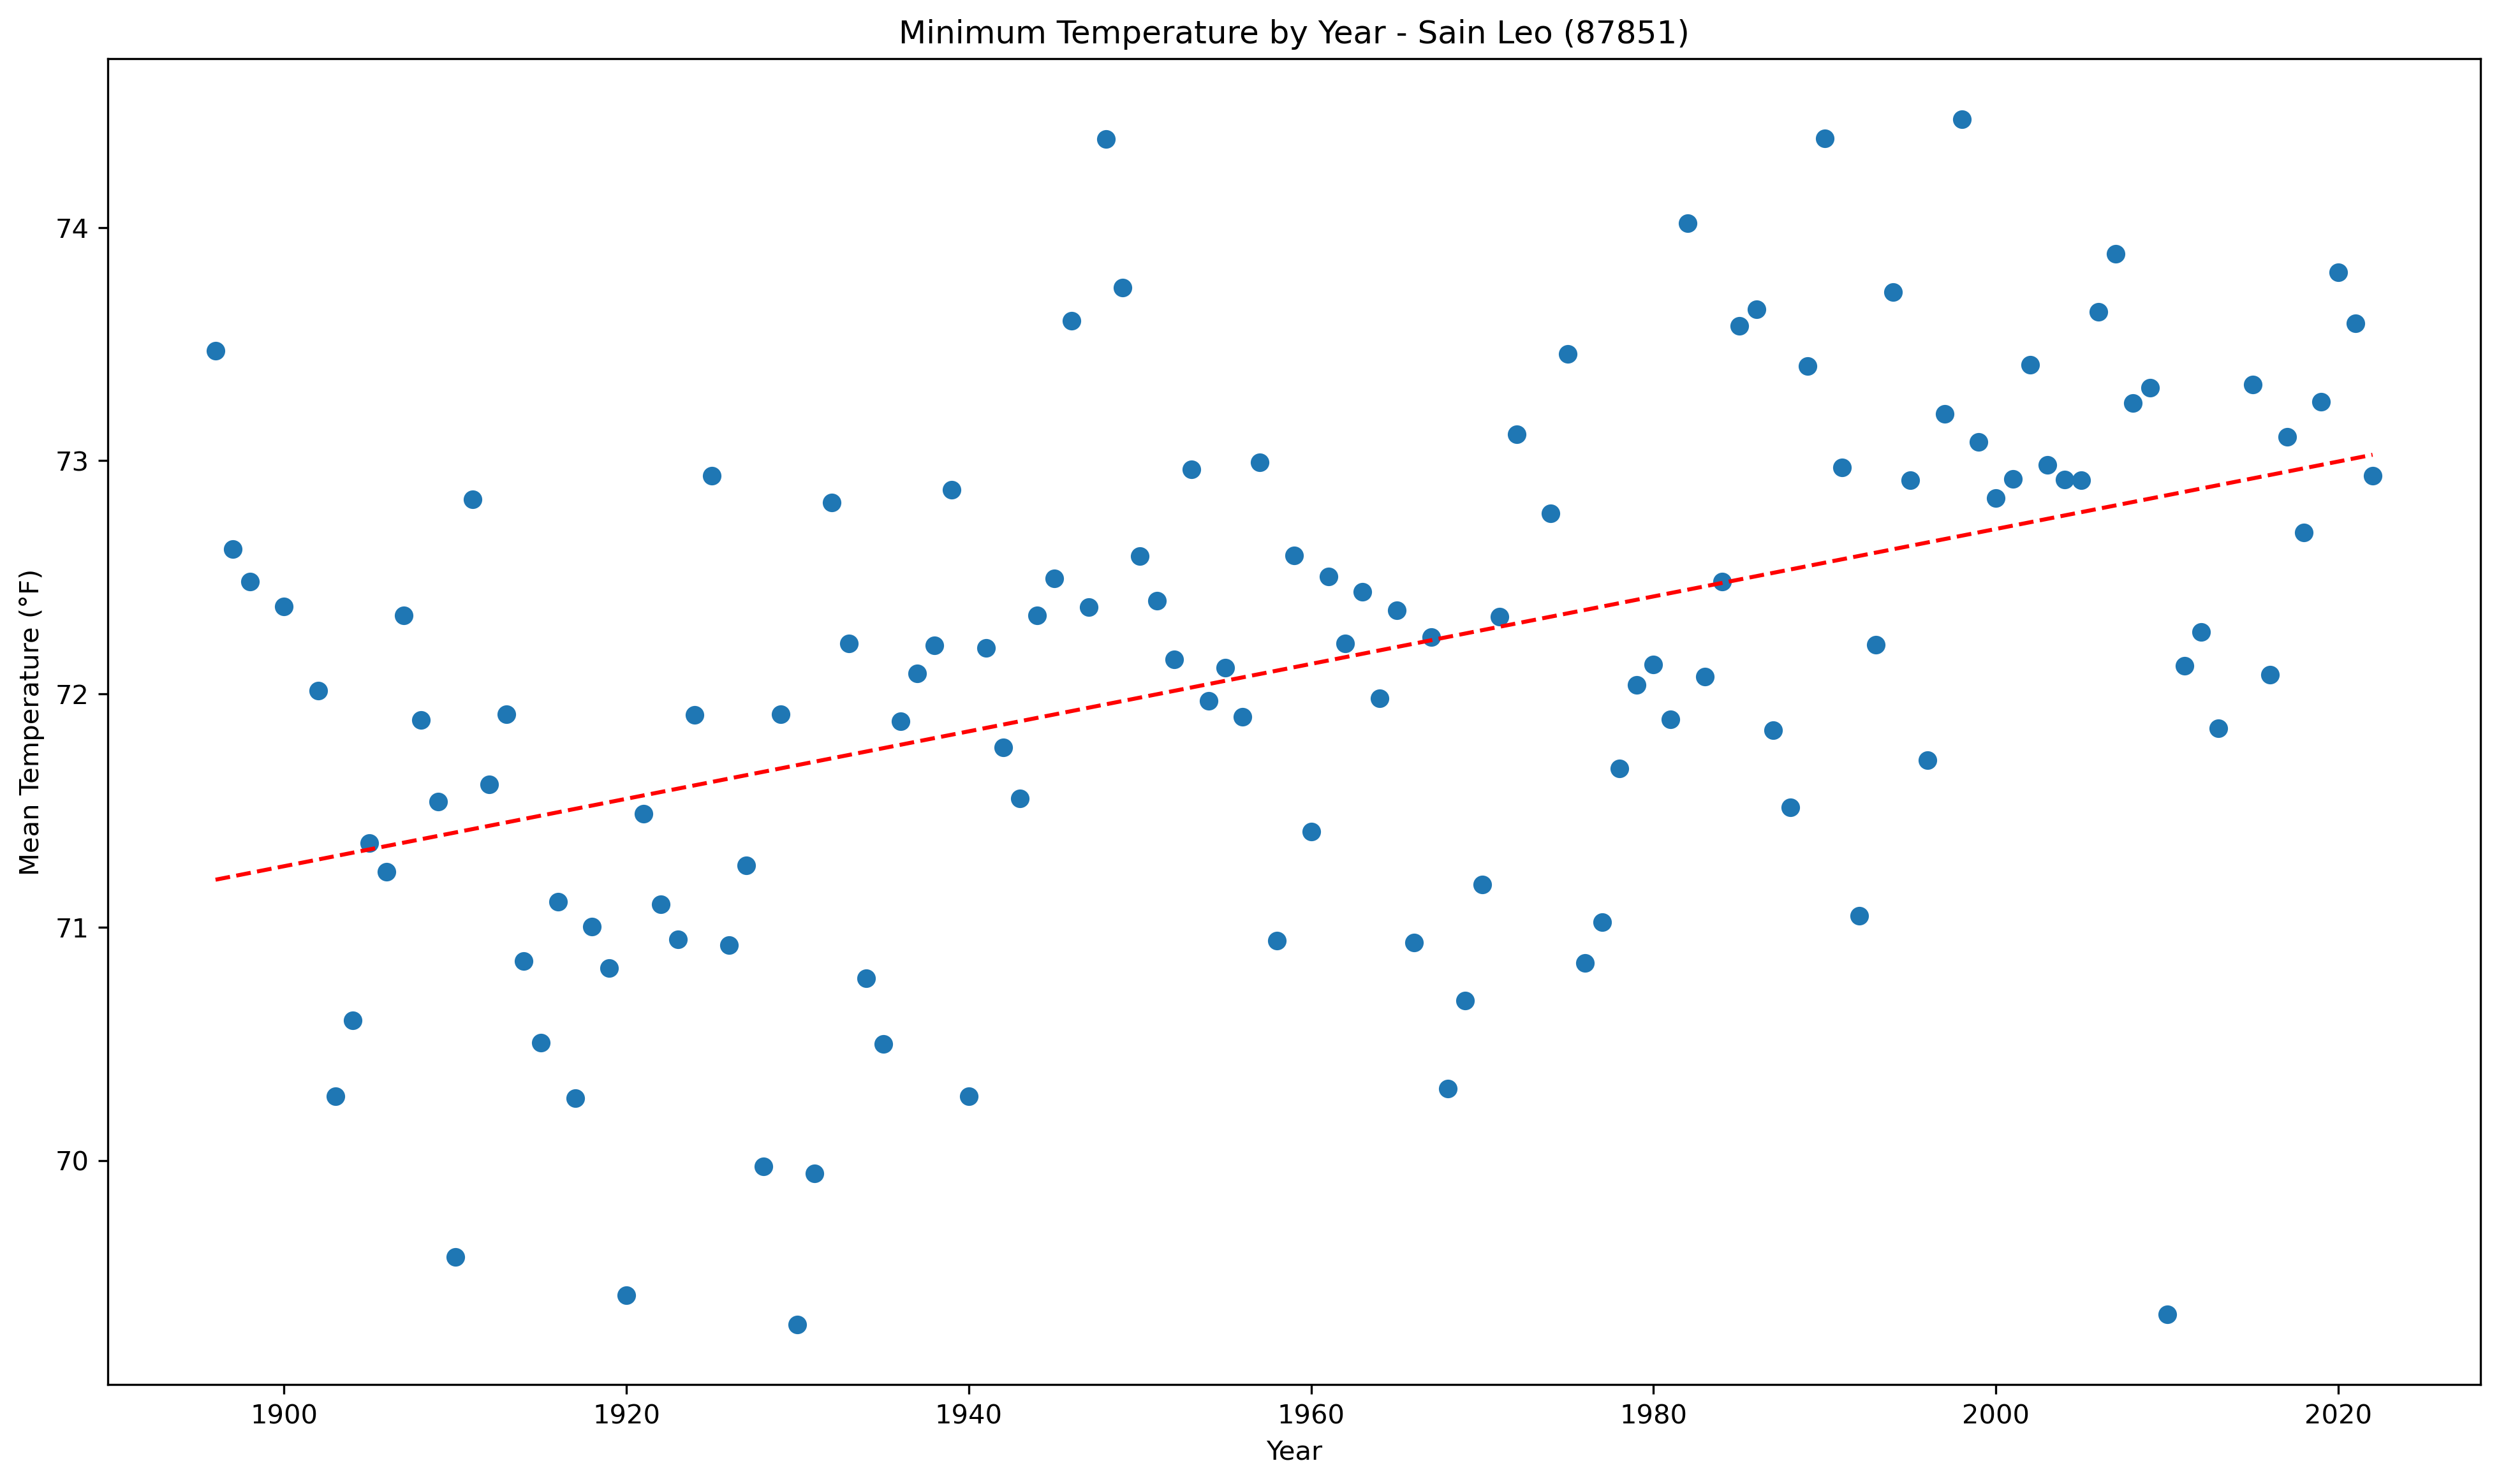 Minimum Temperature by Year - Sain Leo (87851)
Mean Temperature (°F)
74
73
72
71
70
1900 1920 1940 1960 1980 2000 2020
Year